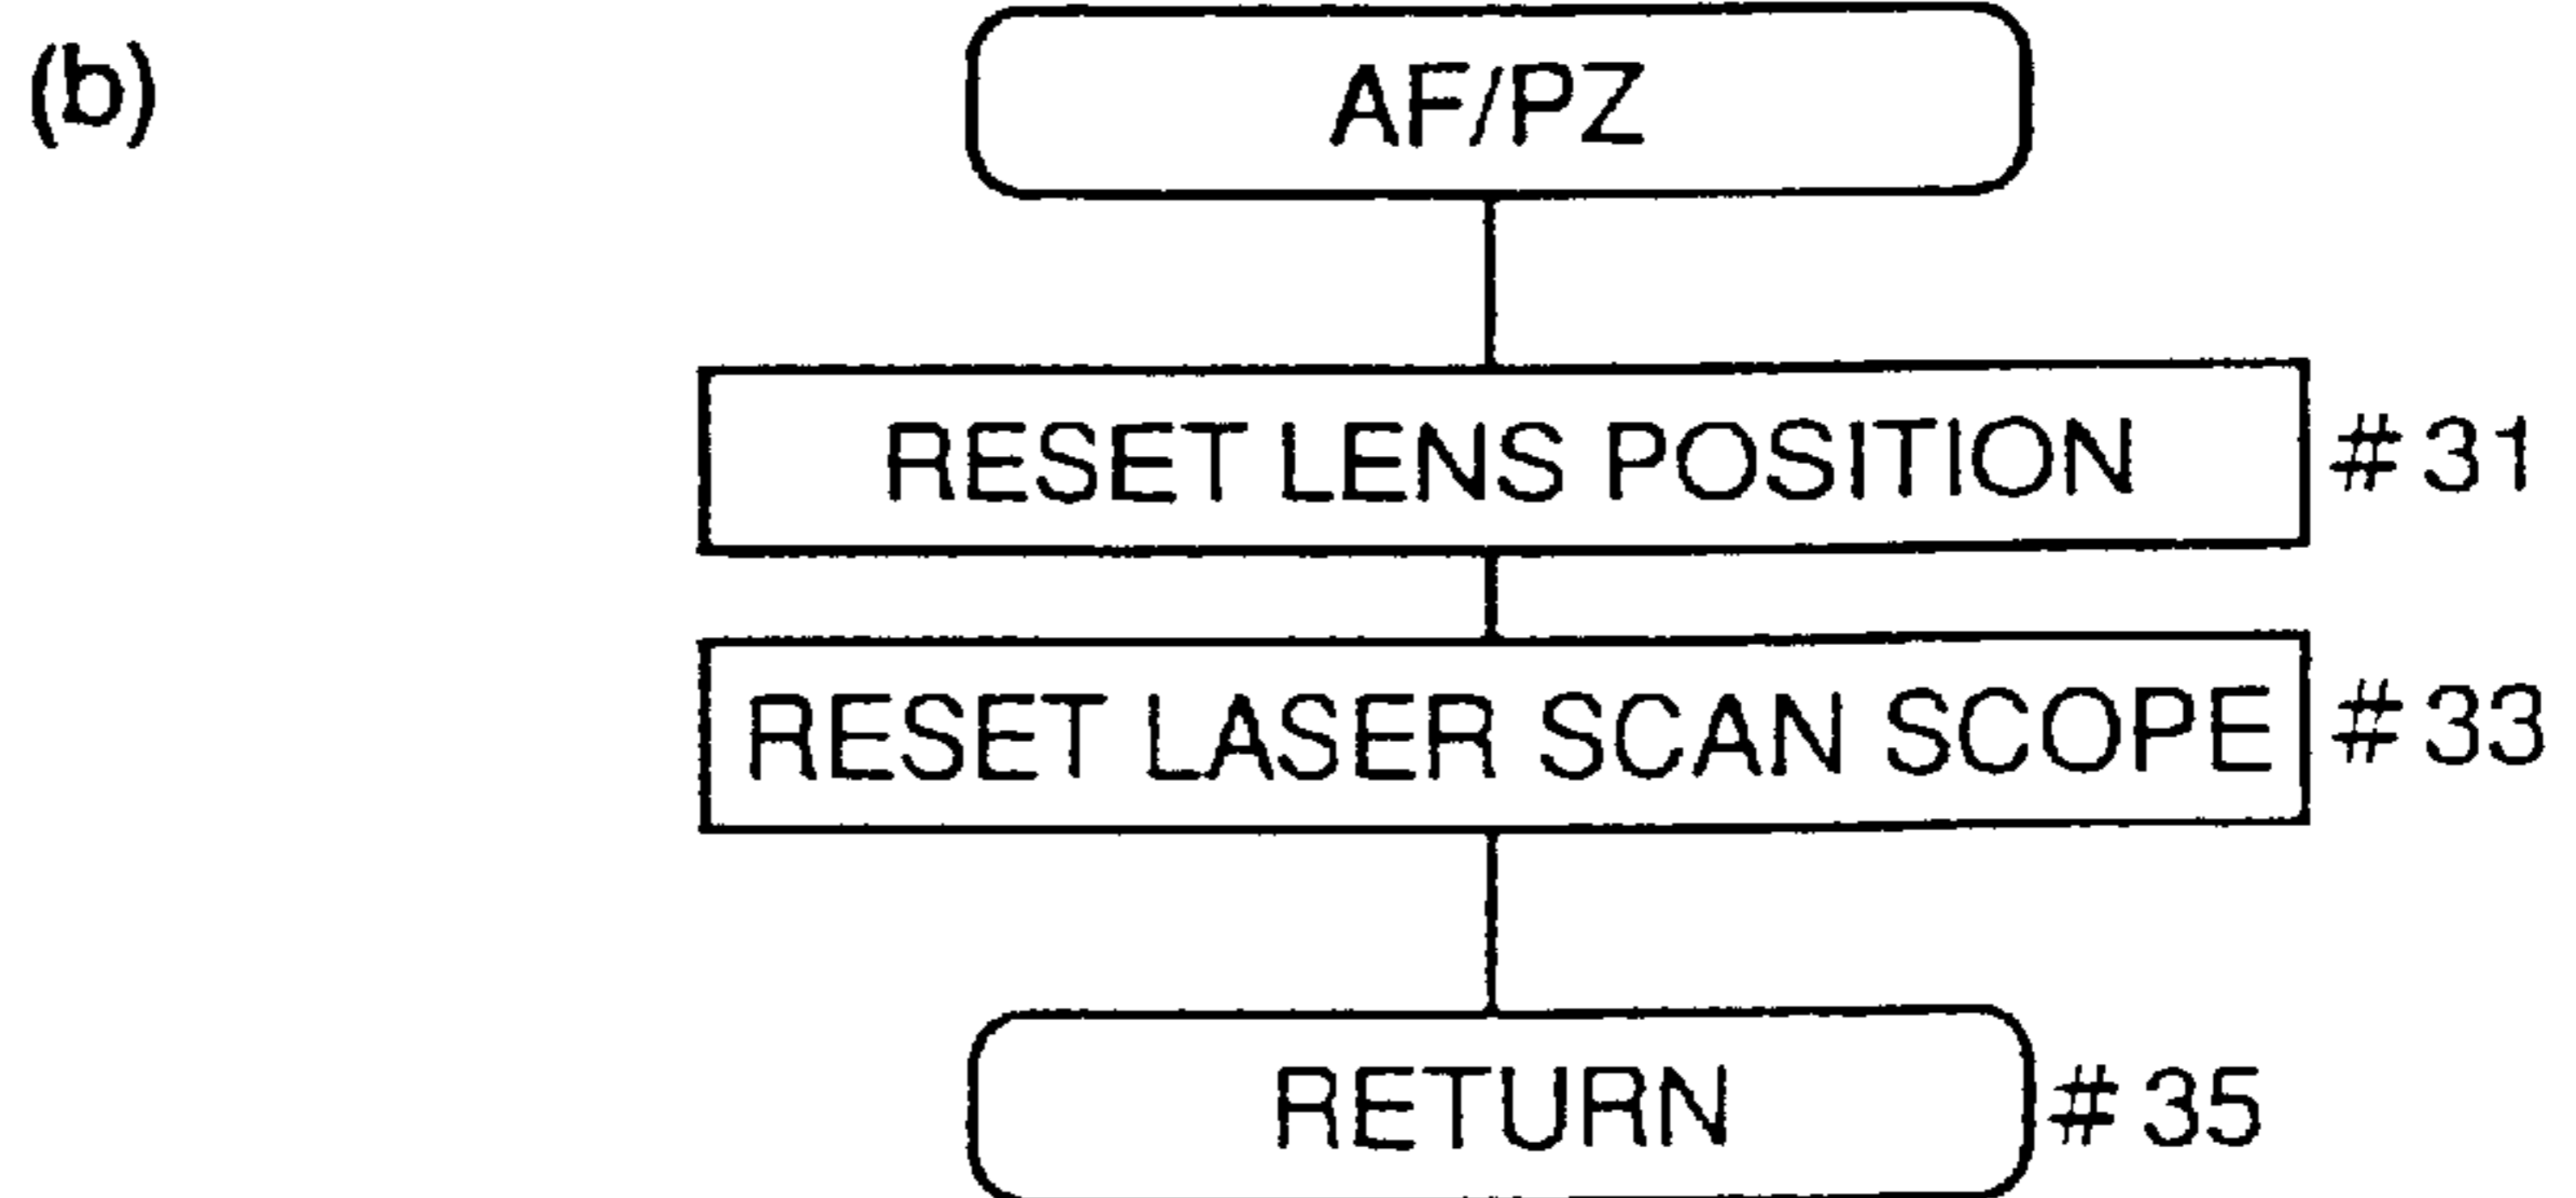 (b)
AF/PZ
RESET LENS POSITION #31
RESET LASER SCAN SCOPE #33
RETURN #35